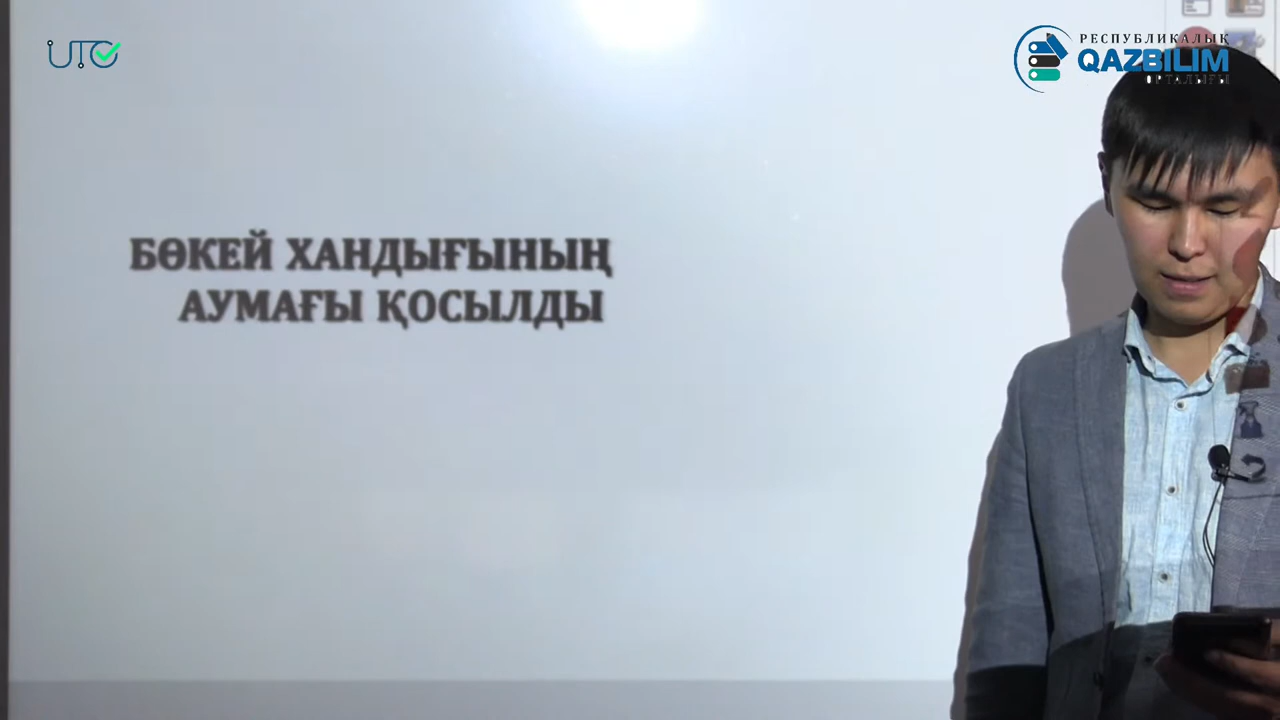 UTC
РЕСПУБЛИКАЛЫҚ
QAZBILIM
ОРТАЛЫҒЫ
БӨКЕЙ ХАНДЫҒЫНЫҢ
АУМАҒЫ ҚОСЫЛДЫ